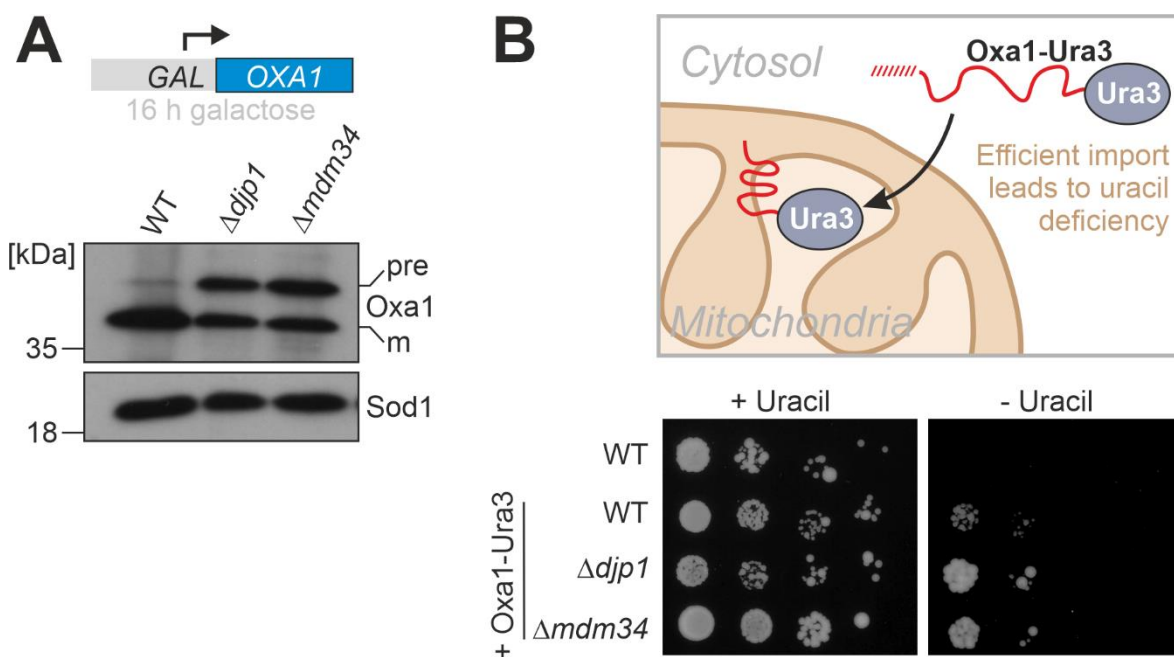 A
GAL OXA1
16 h galactose
WT
Δdjp1
Δmdm34
[kDa]
pre
Oxa1
m
35
Sod1
18
B
Cytosol
Oxa1-Ura3
Ura3
Efficient import
leads to uracil
deficiency
Ura3
Mitochondria
+ Uracil
- Uracil
WT
+ Oxa1-Ura3
WT
Δdjp1
Δmdm34